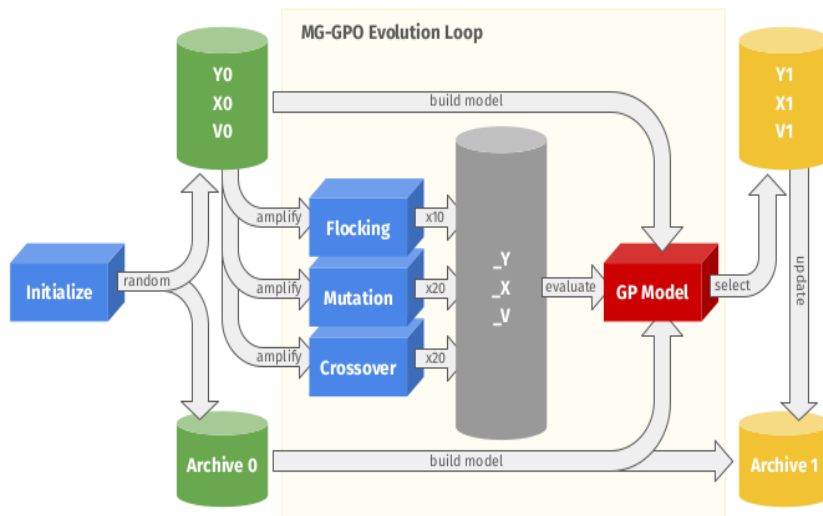 MG-GPO Evolution Loop
Y0
X0
V0
Y1
X1
V1
build model
amplify
Flocking
x10
Initialize
random
amplify
Mutation
x20
_Y
_X
_V
evaluate
GP Model
select
update
amplify
Crossover
x20
Archive 0
build model
Archive 1